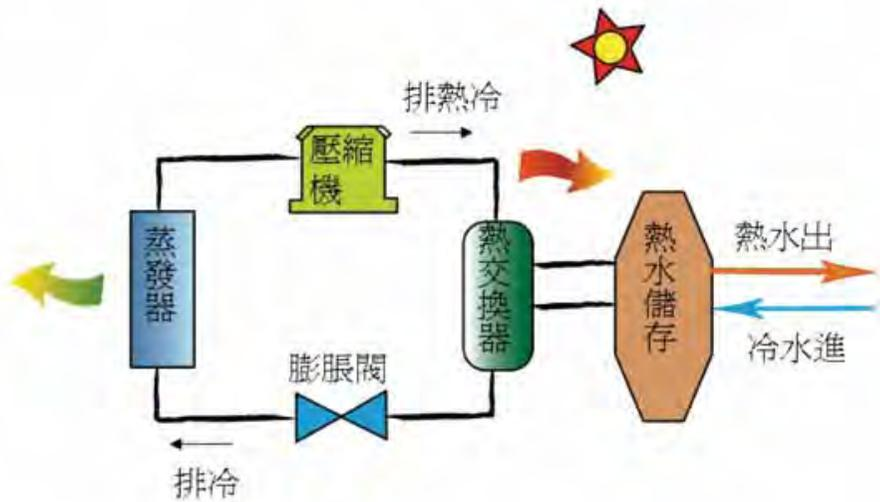 排熱冷
壓縮
機
蒸發器
熱交換器
熱水儲存
熱水出
冷水進
膨脹閥
排冷